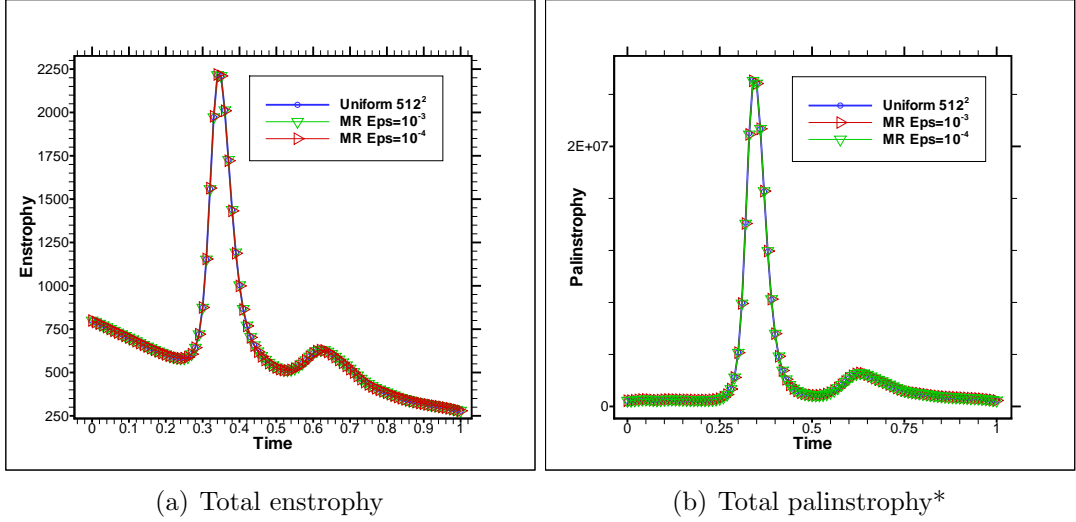 2250
2000
1750
1500
1250
1000
750
500
250
Enstrophy
0 0.1 0.2 0.3 0.4 0.5 0.6 0.7 0.8 0.9 1
Time
Uniform 512²
MR Eps=10⁻³
MR Eps=10⁻⁴
(a) Total enstrophy
2E+07
0
Palinstrophy
0 0.25 0.5 0.75 1
Time
Uniform 512²
MR Eps=10⁻³
MR Eps=10⁻⁴
(b) Total palinstrophy*